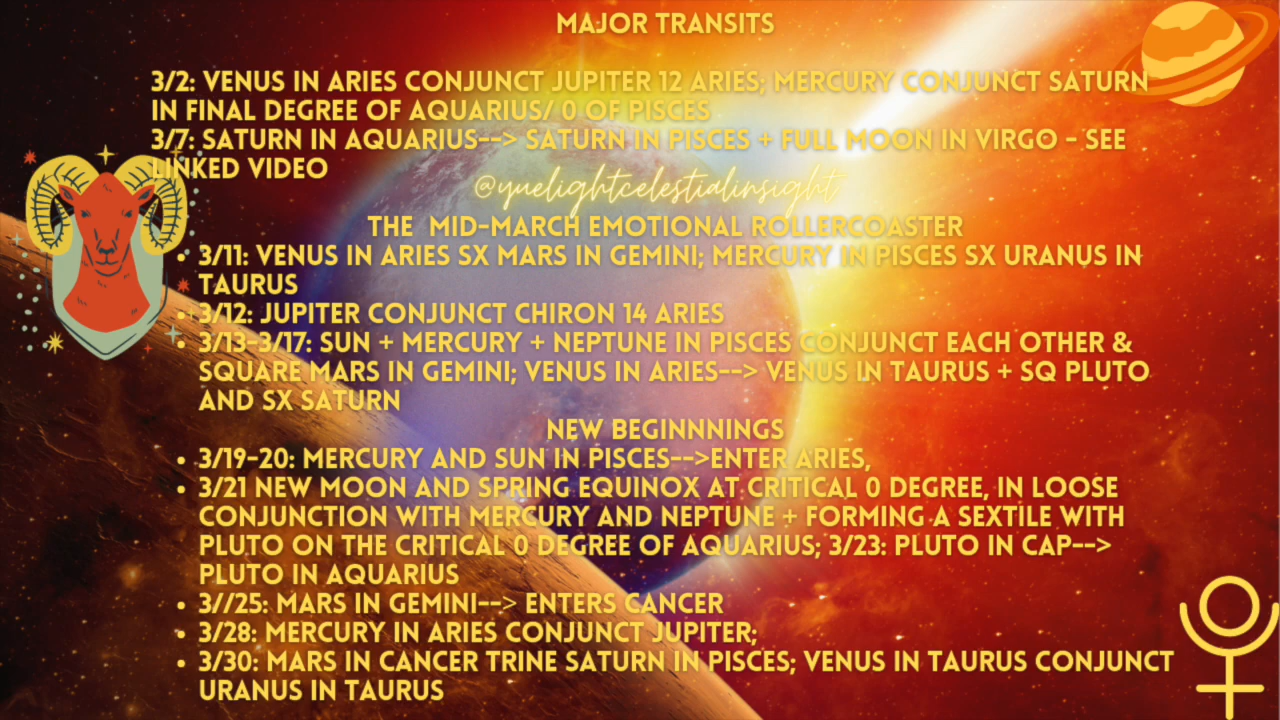 MAJOR TRANSITS
3/2: VENUS IN ARIES CONJUNCT JUPITER 12 ARIES; MERCURY CONJUNCT SATURN
IN FINAL DEGREE OF AQUARIUS/ 0 OF PISCES
3/7: SATURN IN AQUARIUS--> SATURN IN PISCES + FULL MOON IN VIRGO - SEE
LINKED VIDEO
@yuelightcelestialinsight
THE MID-MARCH EMOTIONAL ROLLERCOASTER
• 3/11: VENUS IN ARIES SX MARS IN GEMINI; MERCURY IN PISCES SX URANUS IN
TAURUS
• 3/12: JUPITER CONJUNCT CHIRON 14 ARIES
• 3/13-3/17: SUN + MERCURY + NEPTUNE IN PISCES CONJUNCT EACH OTHER &
SQUARE MARS IN GEMINI; VENUS IN ARIES--> VENUS IN TAURUS + SQ PLUTO
AND SX SATURN
NEW BEGINNNINGS
• 3/19-20: MERCURY AND SUN IN PISCES-->ENTER ARIES,
• 3/21 NEW MOON AND SPRING EQUINOX AT CRITICAL 0 DEGREE, IN LOOSE
CONJUNCTION WITH MERCURY AND NEPTUNE + FORMING A SEXTILE WITH
PLUTO ON THE CRITICAL 0 DEGREE OF AQUARIUS; 3/23: PLUTO IN CAP-->
PLUTO IN AQUARIUS
• 3//25: MARS IN GEMINI--> ENTERS CANCER
• 3/28: MERCURY IN ARIES CONJUNCT JUPITER;
• 3/30: MARS IN CANCER TRINE SATURN IN PISCES; VENUS IN TAURUS CONJUNCT
URANUS IN TAURUS